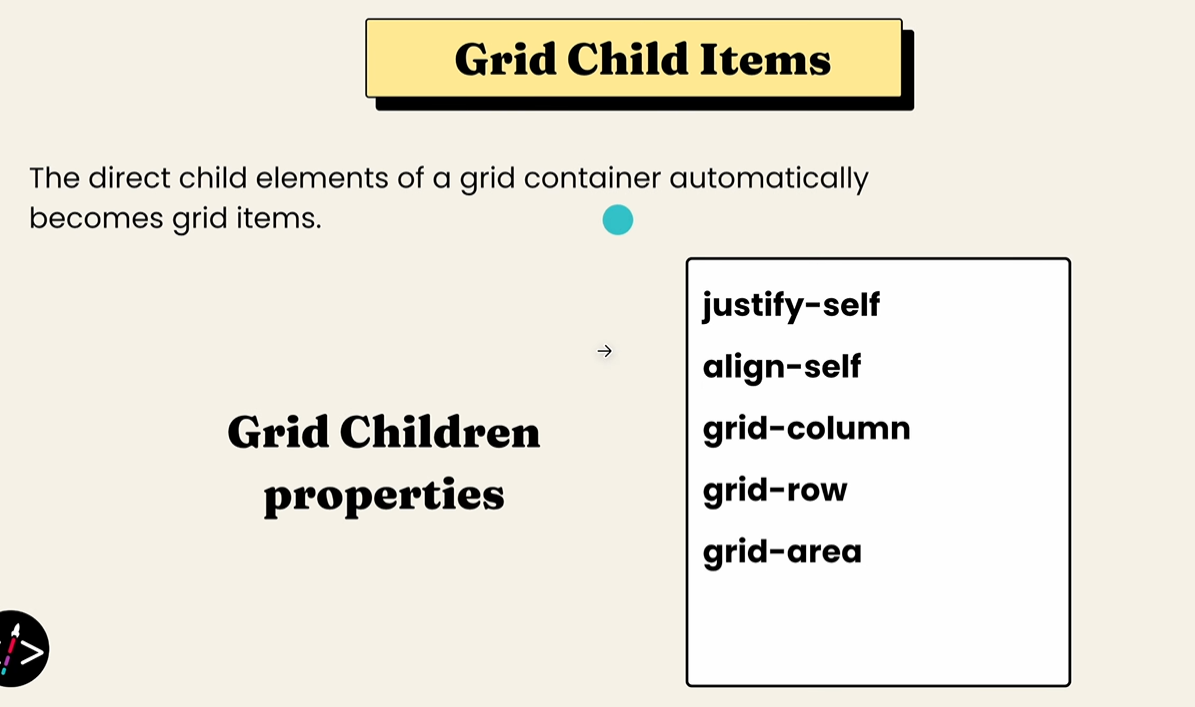 Grid Child Items
The direct child elements of a grid container automatically
becomes grid items.
Grid Children
properties
justify-self
align-self
grid-column
grid-row
grid-area